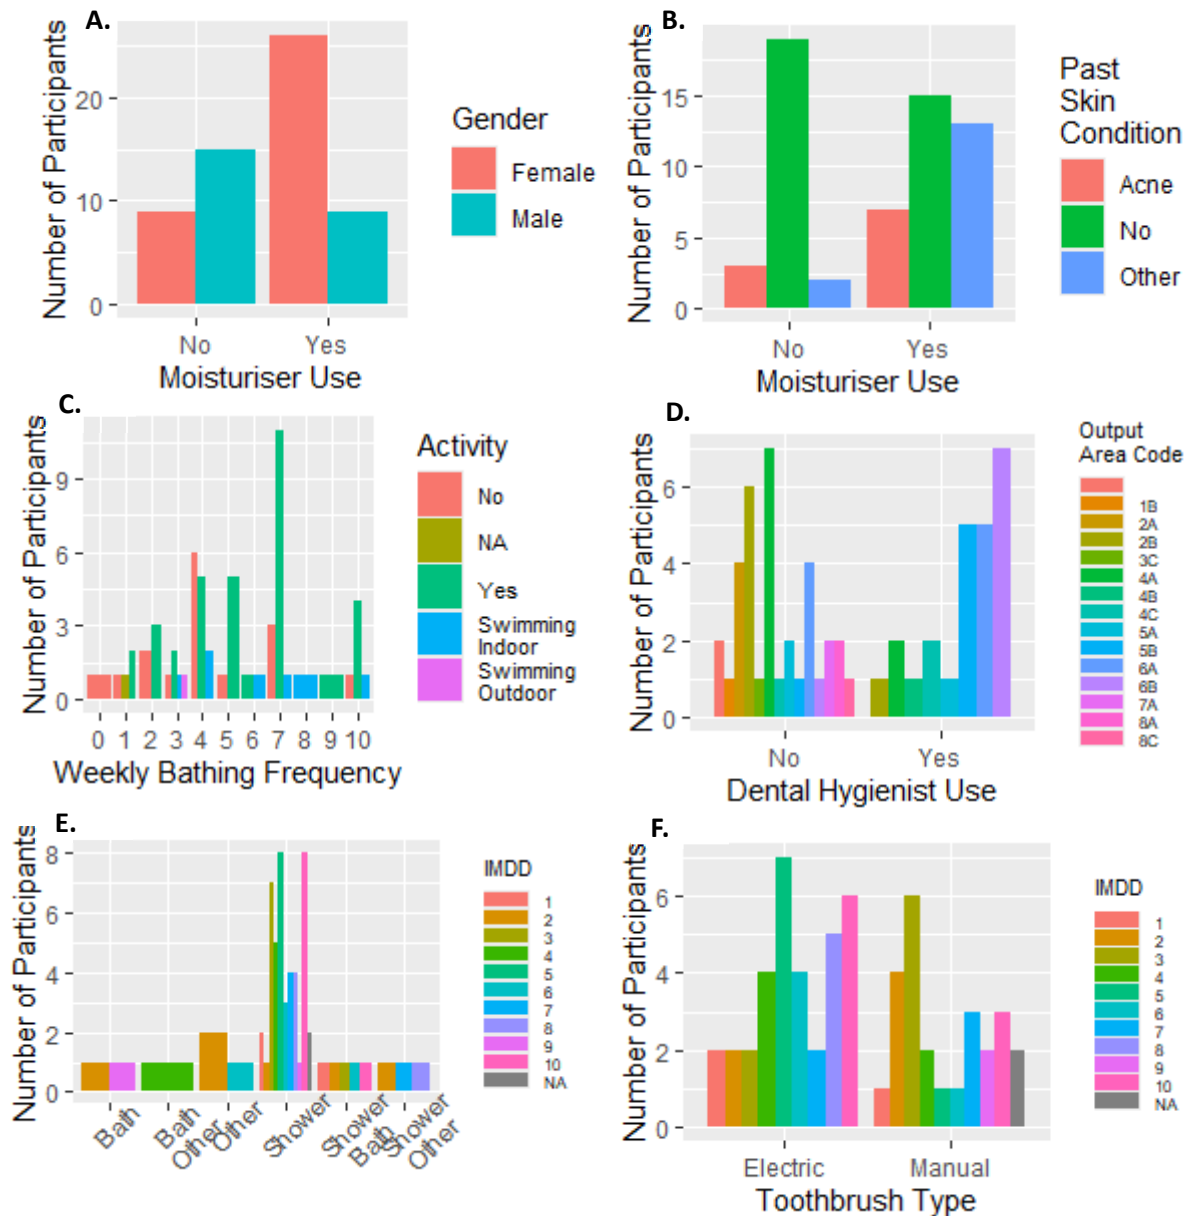 A.
Number of Participants
20
10
0
No Yes
Moisturiser Use
Gender
Female
Male
B.
Number of Participants
15
10
5
0
No Yes
Moisturiser Use
Past
Skin
Condition
Acne
No
Other
C.
Number of Participants
9
6
3
0
0 1 2 3 4 5 6 7 8 9 10
Weekly Bathing Frequency
Activity
No
NA
Yes
Swimming
Indoor
Swimming
Outdoor
D.
Number of Participants
6
4
2
0
No Yes
Dental Hygienist Use
Output
Area Code
1B
2A
2B
3C
4A
4B
4C
5A
5B
6A
6B
7A
8A
8C
E.
Number of Participants
8
6
4
2
0
Bath
Bath
Other
Other
Shower
Shower
Bath
Shower
Other
IMDD
1
2
3
4
5
6
7
8
9
10
NA
F.
Number of Participants
6
4
2
0
Electric Manual
Toothbrush Type
IMDD
1
2
3
4
5
6
7
8
9
10
NA